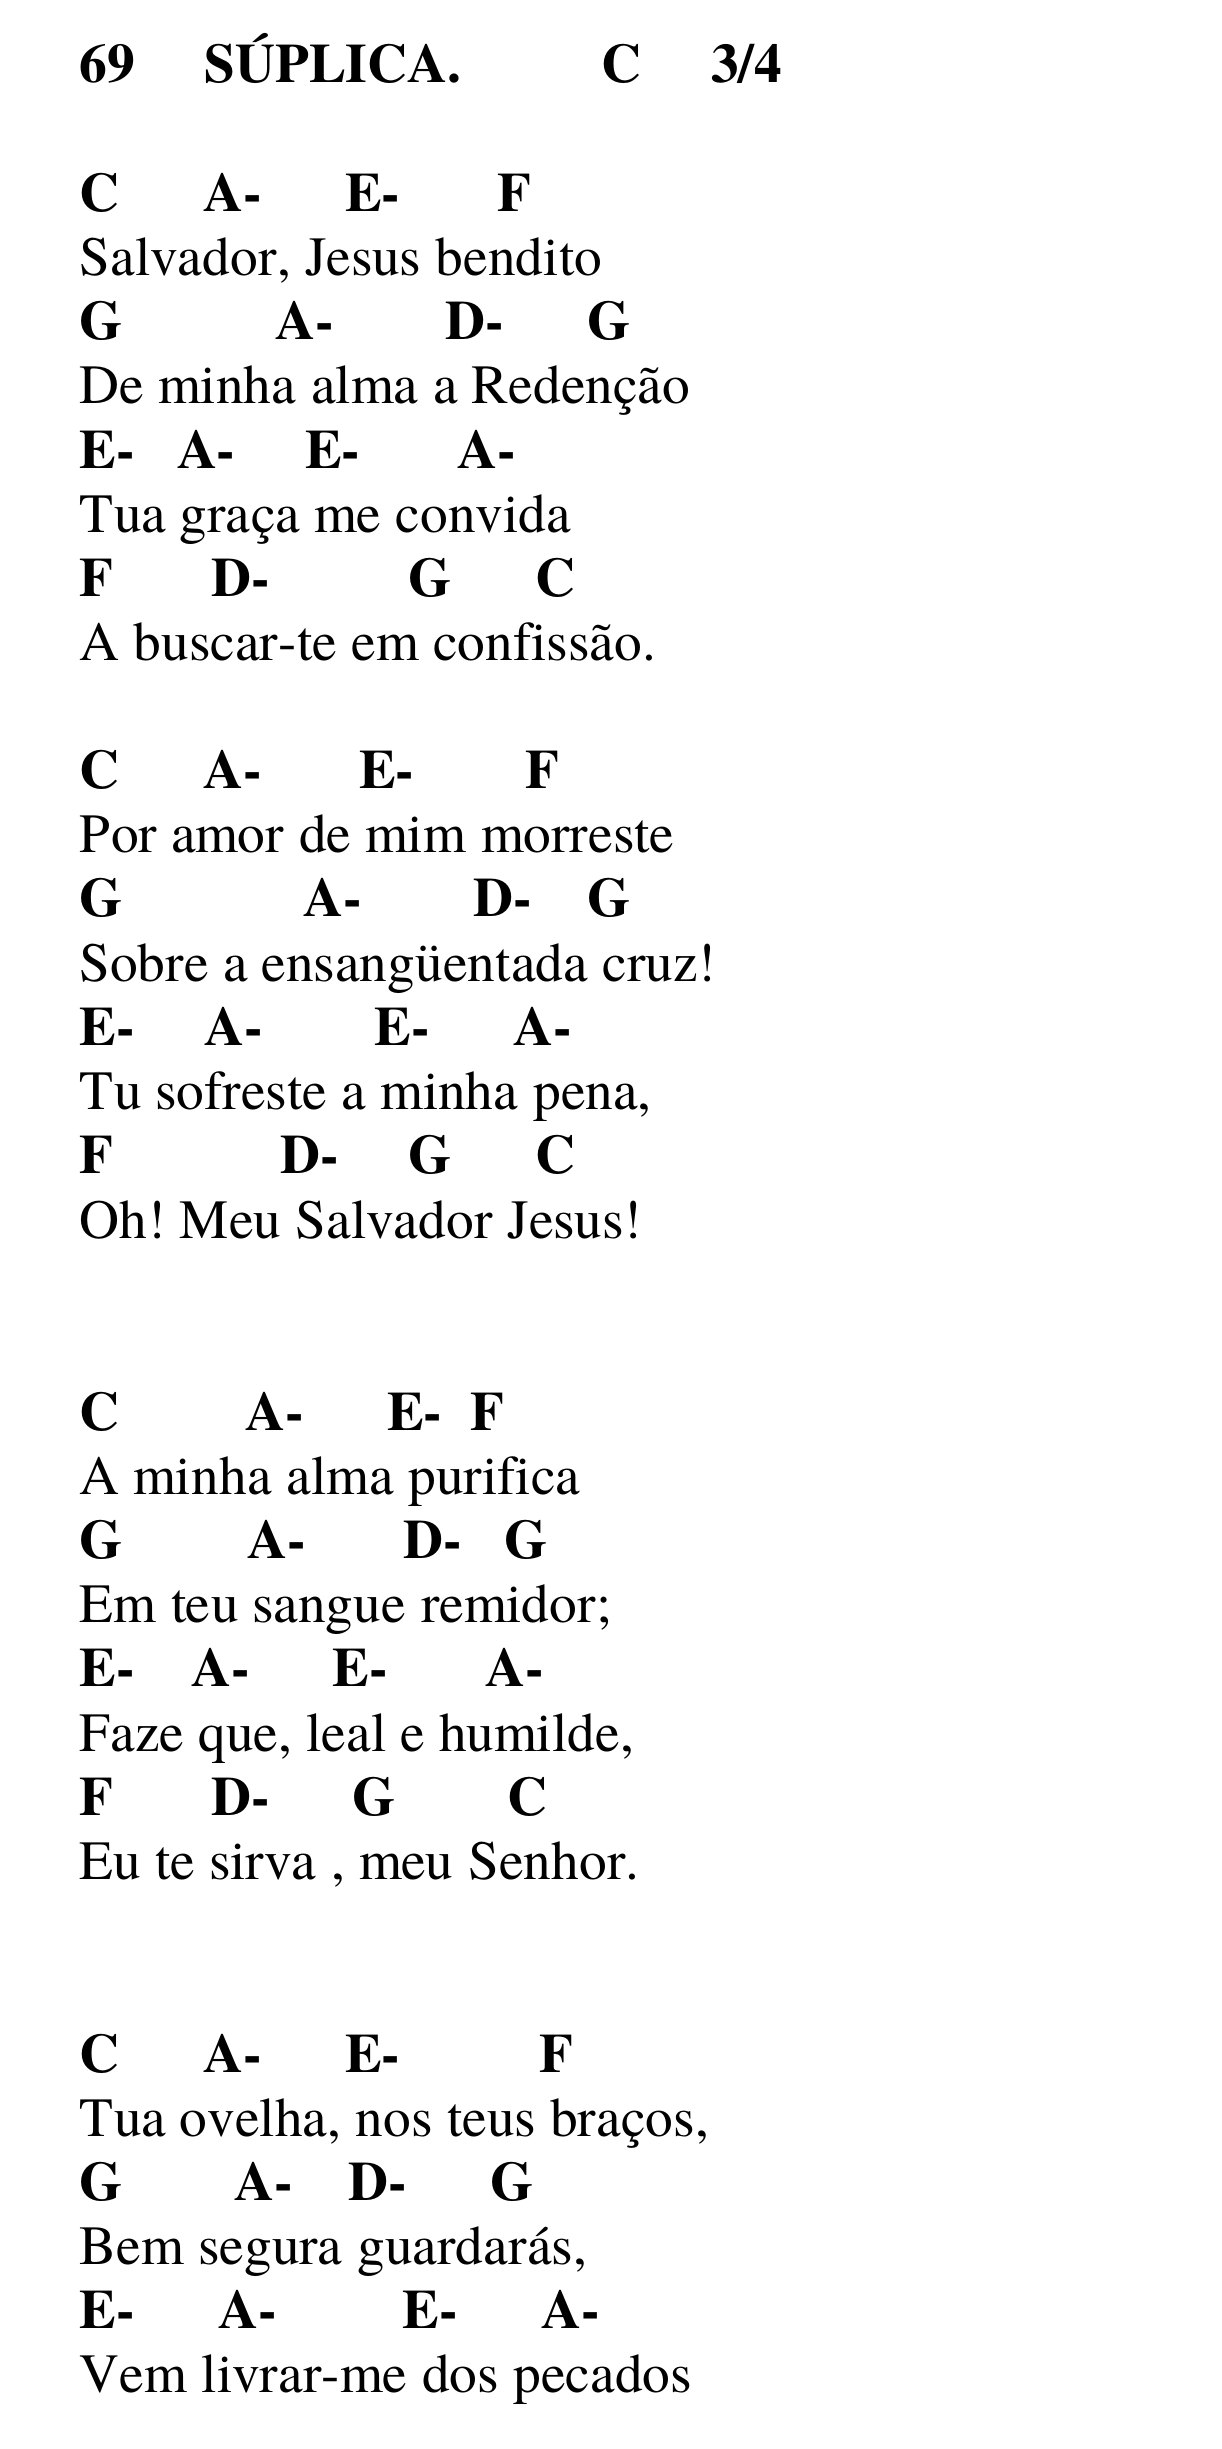 69 SÚPLICA. C 3/4
C A- E- F
Salvador, Jesus bendito
G A- D- G
De minha alma a Redenção
E- A- E- A-
Tua graça me convida
F D- G C
A buscar-te em confissão.
C A- E- F
Por amor de mim morreste
G A- D- G
Sobre a ensangüentada cruz!
E- A- E- A-
Tu sofreste a minha pena,
F D- G C
Oh! Meu Salvador Jesus!
C A- E- F
A minha alma purifica
G A- D- G
Em teu sangue remidor;
E- A- E- A-
Faze que, leal e humilde,
F D- G C
Eu te sirva , meu Senhor.
C A- E- F
Tua ovelha, nos teus braços,
G A- D- G
Bem segura guardarás,
E- A- E- A-
Vem livrar-me dos pecados